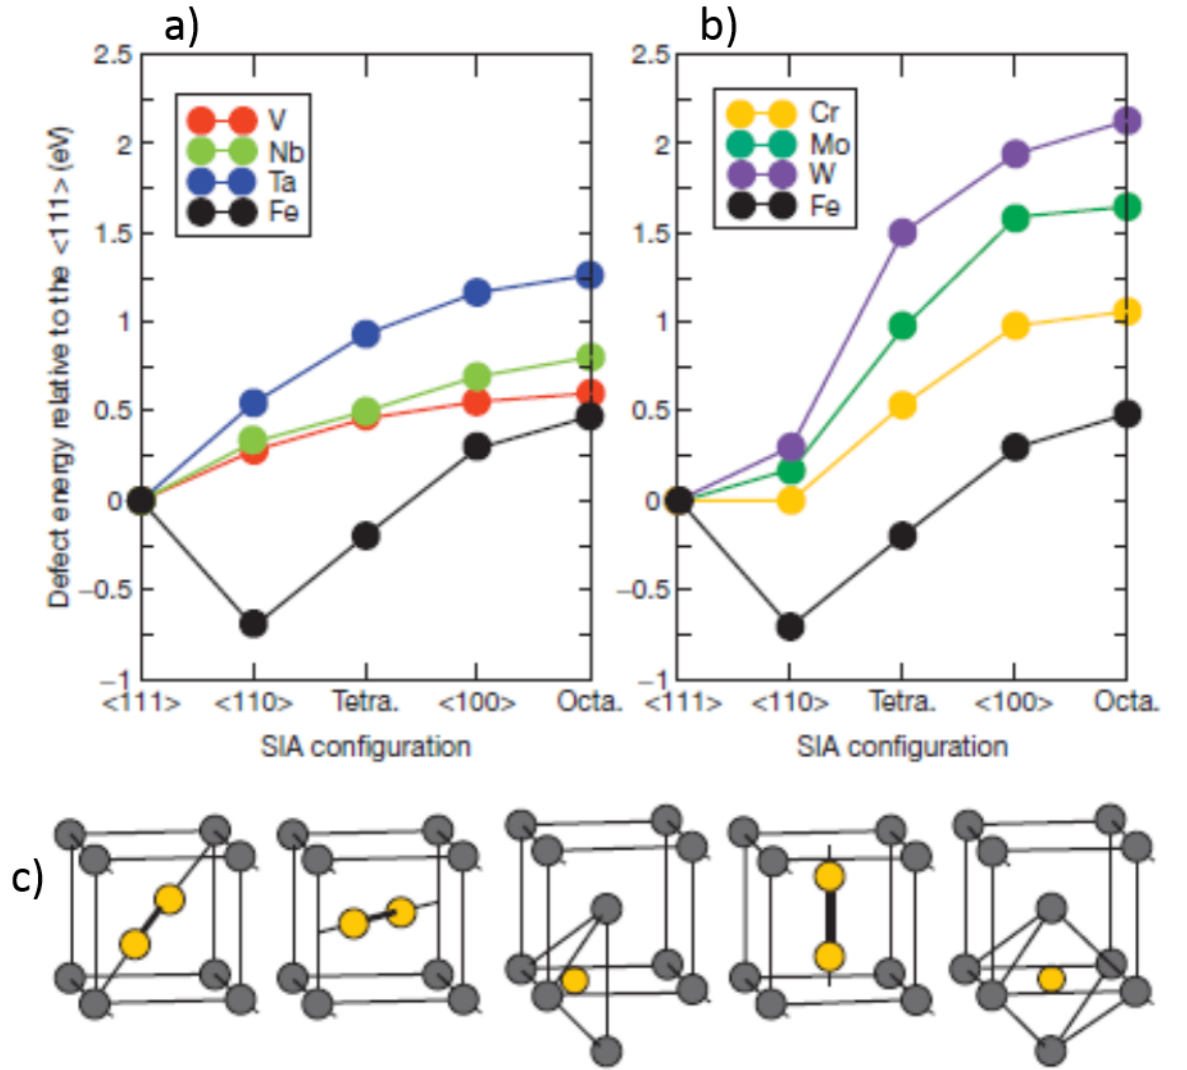 a)
b)
2.5
2
1.5
1
0.5
0
−0.5
−1
Defect energy relative to the <111> (eV)
V
Nb
Ta
Fe
<111> <110> Tetra. <100> Octa.
SIA configuration
2.5
2
1.5
1
0.5
0
−0.5
−1
Cr
Mo
W
Fe
<111> <110> Tetra. <100> Octa.
SIA configuration
c)